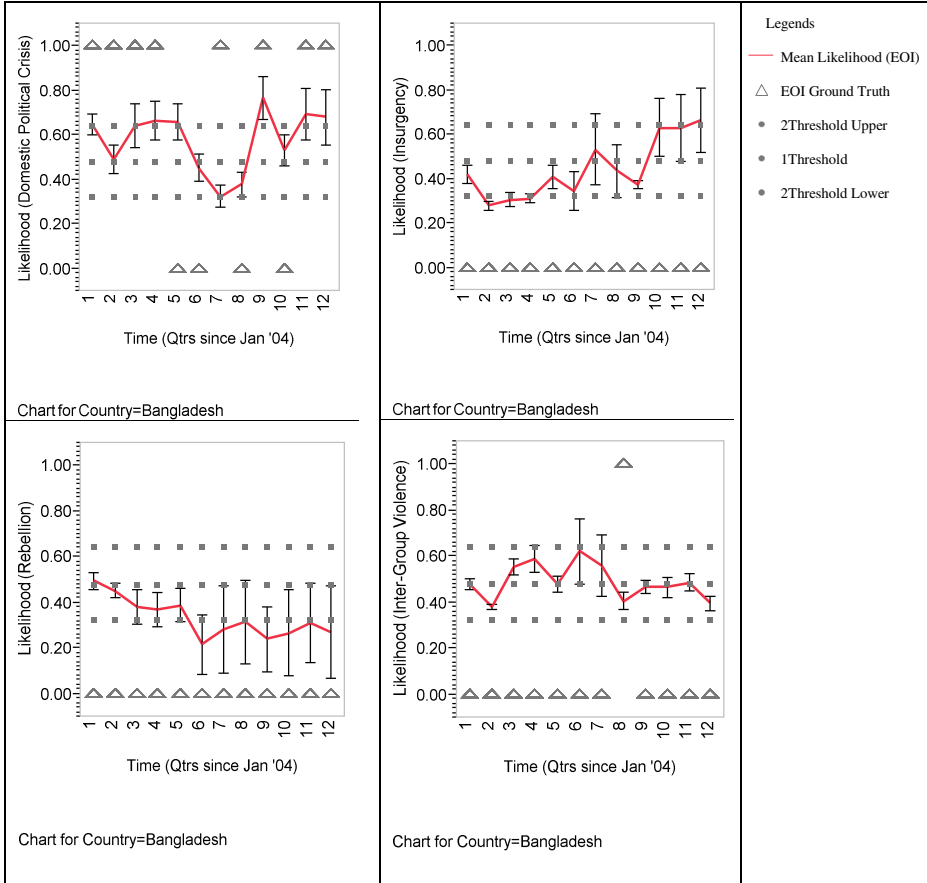 Likelihood (Domestic Political Crisis)
1.00
0.80
0.60
0.40
0.20
0.00
1 2 3 4 5 6 7 8 9 10 11 12
Time (Qtrs since Jan '04)
Chart for Country=Bangladesh
Likelihood (Insurgency)
1.00
0.80
0.60
0.40
0.20
0.00
1 2 3 4 5 6 7 8 9 10 11 12
Time (Qtrs since Jan '04)
Chart for Country=Bangladesh
Legends
Mean Likelihood (EOI)
EOI Ground Truth
2Threshold Upper
1Threshold
2Threshold Lower
Likelihood (Rebellion)
1.00
0.80
0.60
0.40
0.20
0.00
1 2 3 4 5 6 7 8 9 10 11 12
Time (Qtrs since Jan '04)
Chart for Country=Bangladesh
Likelihood (Inter-Group Violence)
1.00
0.80
0.60
0.40
0.20
0.00
1 2 3 4 5 6 7 8 9 10 11 12
Time (Qtrs since Jan '04)
Chart for Country=Bangladesh